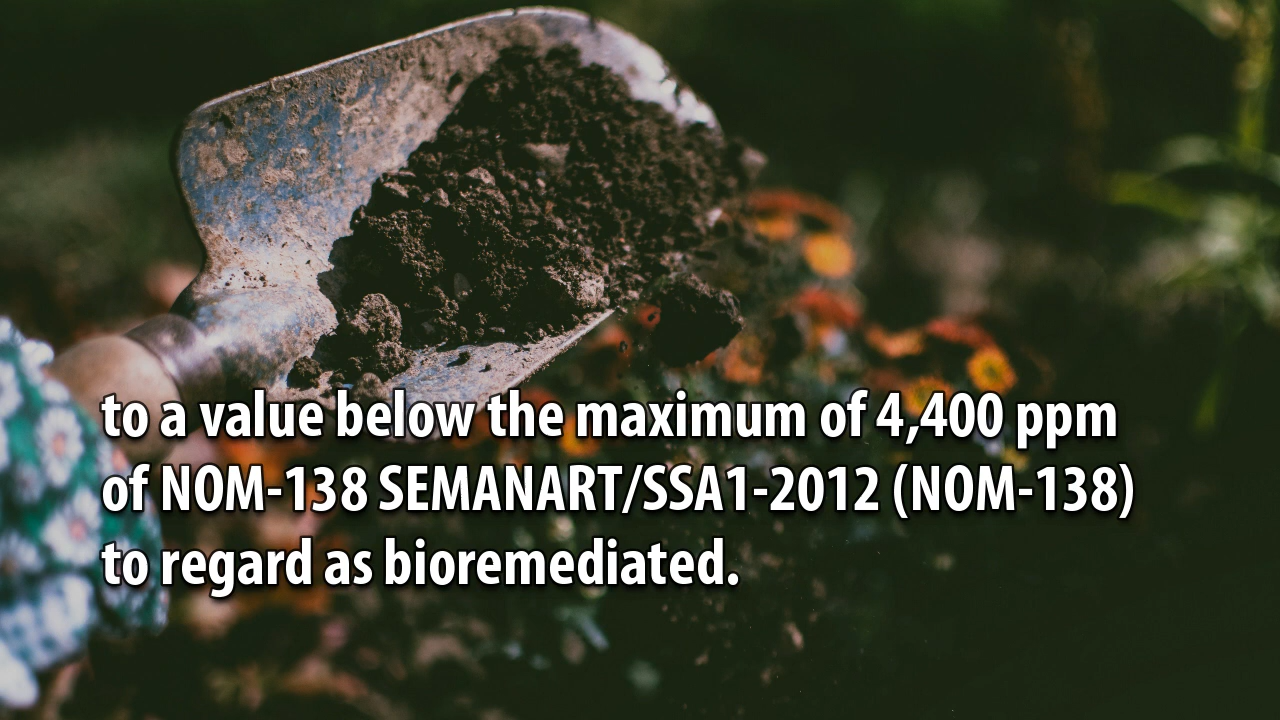 to a value below the maximum of 4,400 ppm
of NOM-138 SEMANART/SSA1-2012 (NOM-138)
to regard as bioremediated.